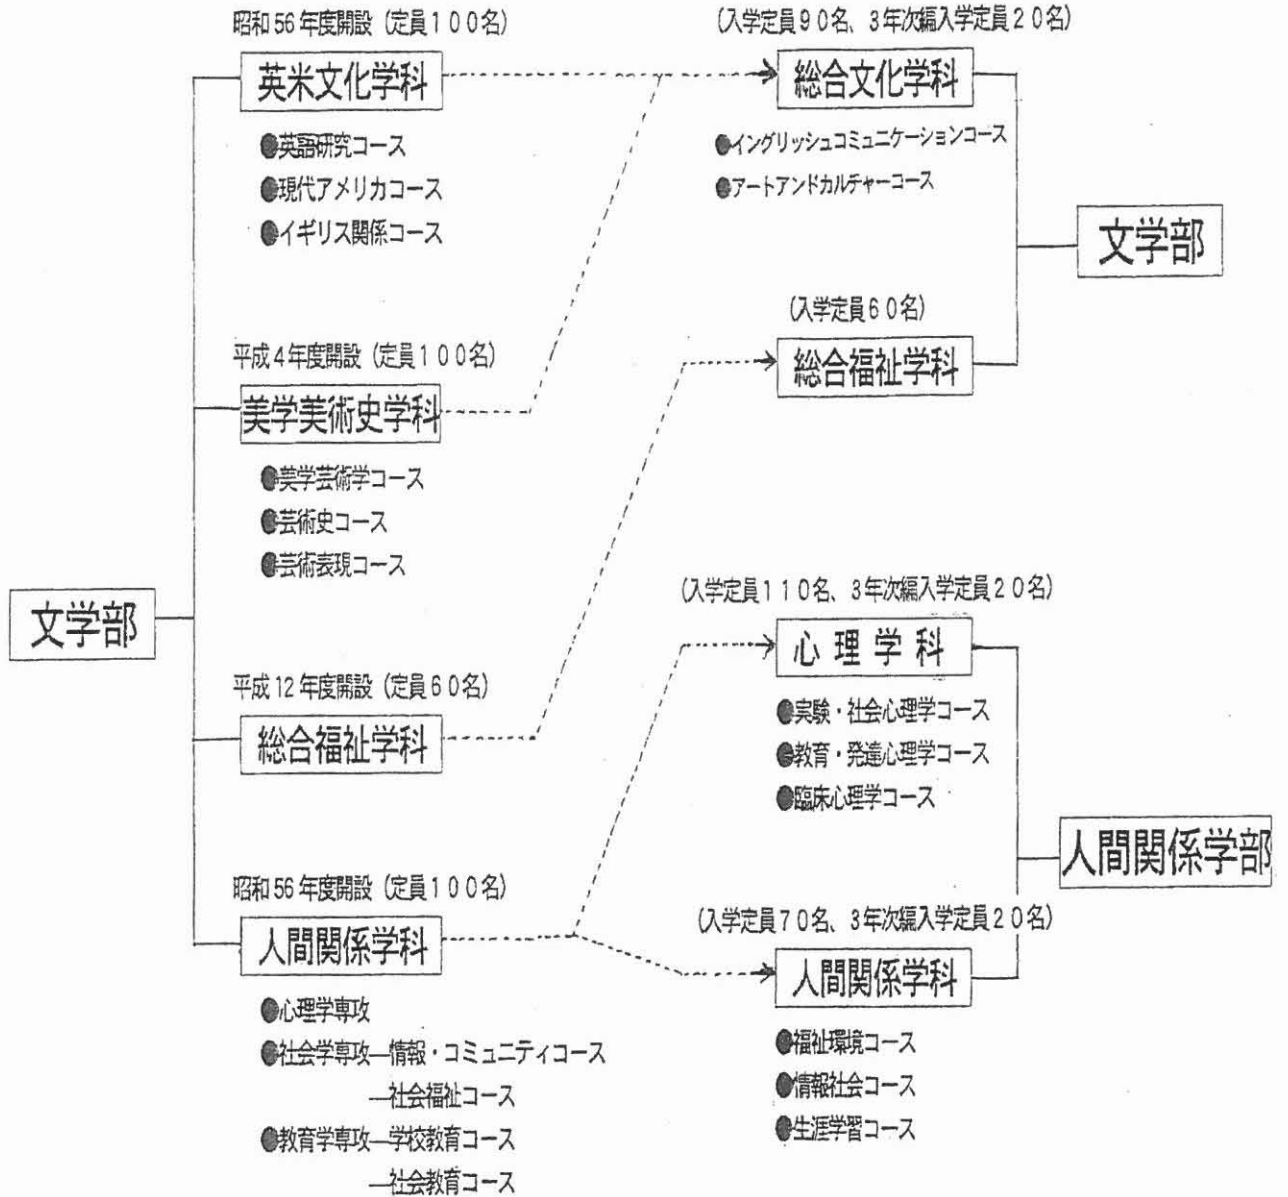 昭和56年度開設（定員１００名）
英米文化学科
●英語研究コース
●現代アメリカコース
●イギリス関係コース
平成4年度開設（定員１００名）
美学美術史学科
●美学芸術学コース
●芸術史コース
●芸術表現コース
文学部
平成12年度開設（定員６０名）
総合福祉学科
昭和56年度開設（定員１００名）
人間関係学科
●心理学専攻
●社会学専攻―情報・コミュニティコース
―社会福祉コース
●教育学専攻―学校教育コース
―社会教育コース
（入学定員９０名、3年次編入学定員２０名）
総合文化学科
●イングリッシュコミュニケーションコース
●アートアンドカルチャーコース
文学部
（入学定員６０名）
総合福祉学科
（入学定員１１０名、3年次編入学定員２０名）
心理学科
●実験・社会心理学コース
●教育・発達心理学コース
●臨床心理学コース
人間関係学部
（入学定員７０名、3年次編入学定員２０名）
人間関係学科
●福祉環境コース
●情報社会コース
●生涯学習コース